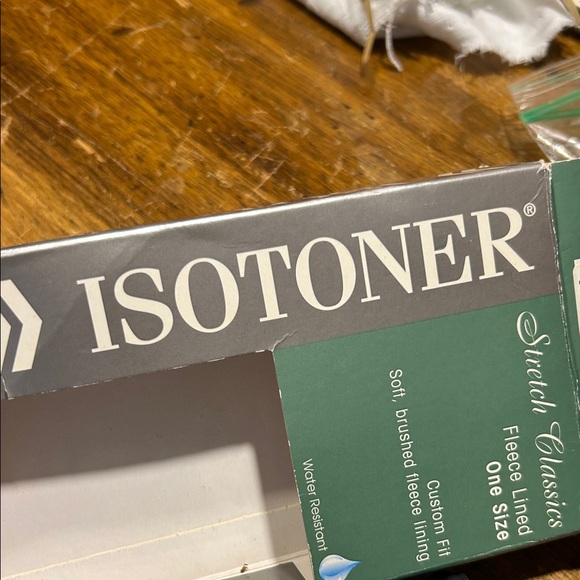 ISOTONER®
Stretch Classics
Fleece Lined
One Size
Custom Fit
Soft, brushed fleece lining
Water Resistant